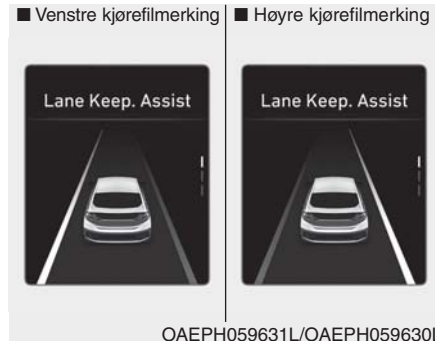 ■ Venstre kjørefilmerking
■ Høyre kjørefilmerking
Lane Keep. Assist
Lane Keep. Assist
OAEPH059631L/OAEPH059630L